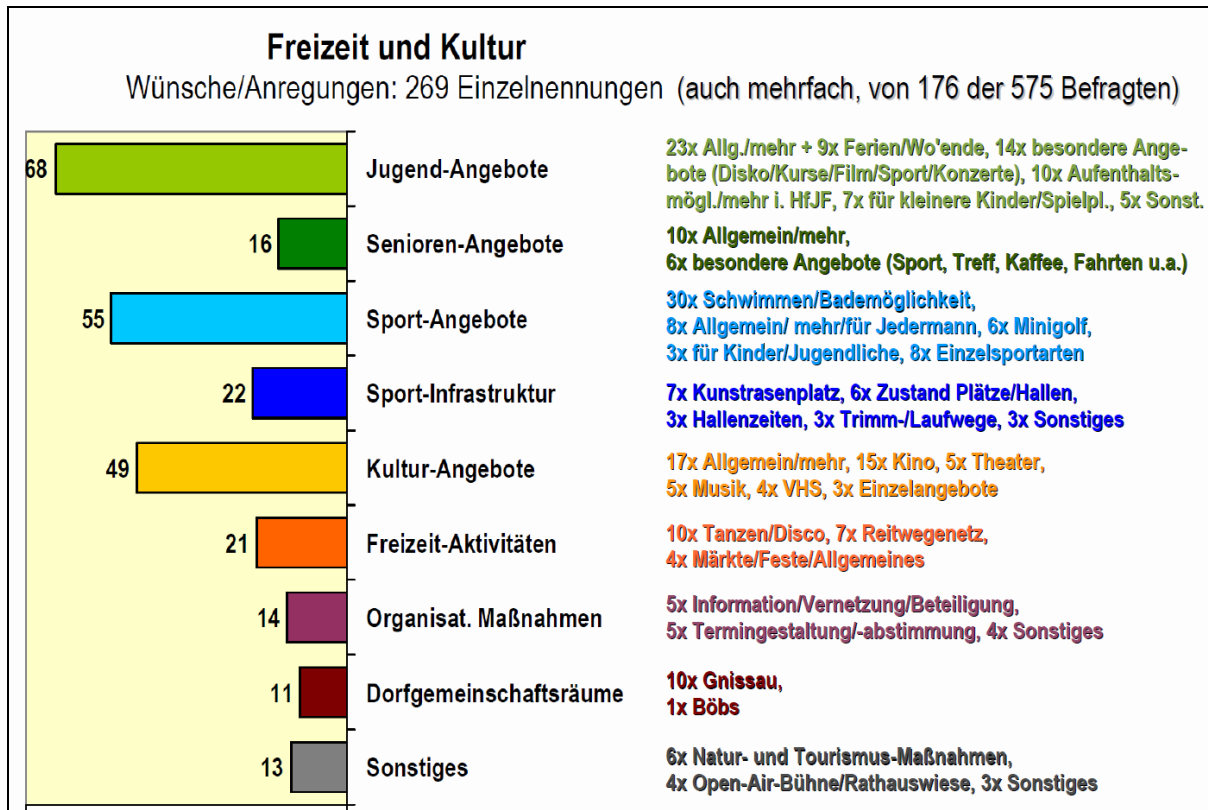 Freizeit und Kultur
Wünsche/Anregungen: 269 Einzelnennungen (auch mehrfach, von 176 der 575 Befragten)
68 Jugend-Angebote
23x Allg./mehr + 9x Ferien/Wo'ende, 14x besondere Ange-
bote (Disko/Kurse/Film/Sport/Konzerte), 10x Aufenthalts-
mögl./mehr i. HfJF, 7x für kleinere Kinder/Spielpl., 5x Sonst.
16 Senioren-Angebote
10x Allgemein/mehr,
6x besondere Angebote (Sport, Treff, Kaffee, Fahrten u.a.)
55 Sport-Angebote
30x Schwimmen/Bademöglichkeit,
8x Allgemein/ mehr/für Jedermann, 6x Minigolf,
3x für Kinder/Jugendliche, 8x Einzelsportarten
22 Sport-Infrastruktur
7x Kunstrasenplatz, 6x Zustand Plätze/Hallen,
3x Hallenzeiten, 3x Trimm-/Laufwege, 3x Sonstiges
49 Kultur-Angebote
17x Allgemein/mehr, 15x Kino, 5x Theater,
5x Musik, 4x VHS, 3x Einzelangebote
21 Freizeit-Aktivitäten
10x Tanzen/Disco, 7x Reitwegenetz,
4x Märkte/Feste/Allgemeines
14 Organisat. Maßnahmen
5x Information/Vernetzung/Beteiligung,
5x Termingestaltung/-abstimmung, 4x Sonstiges
11 Dorfgemeinschaftsräume
10x Gnissau,
1x Böbs
13 Sonstiges
6x Natur- und Tourismus-Maßnahmen,
4x Open-Air-Bühne/Rathauswiese, 3x Sonstiges